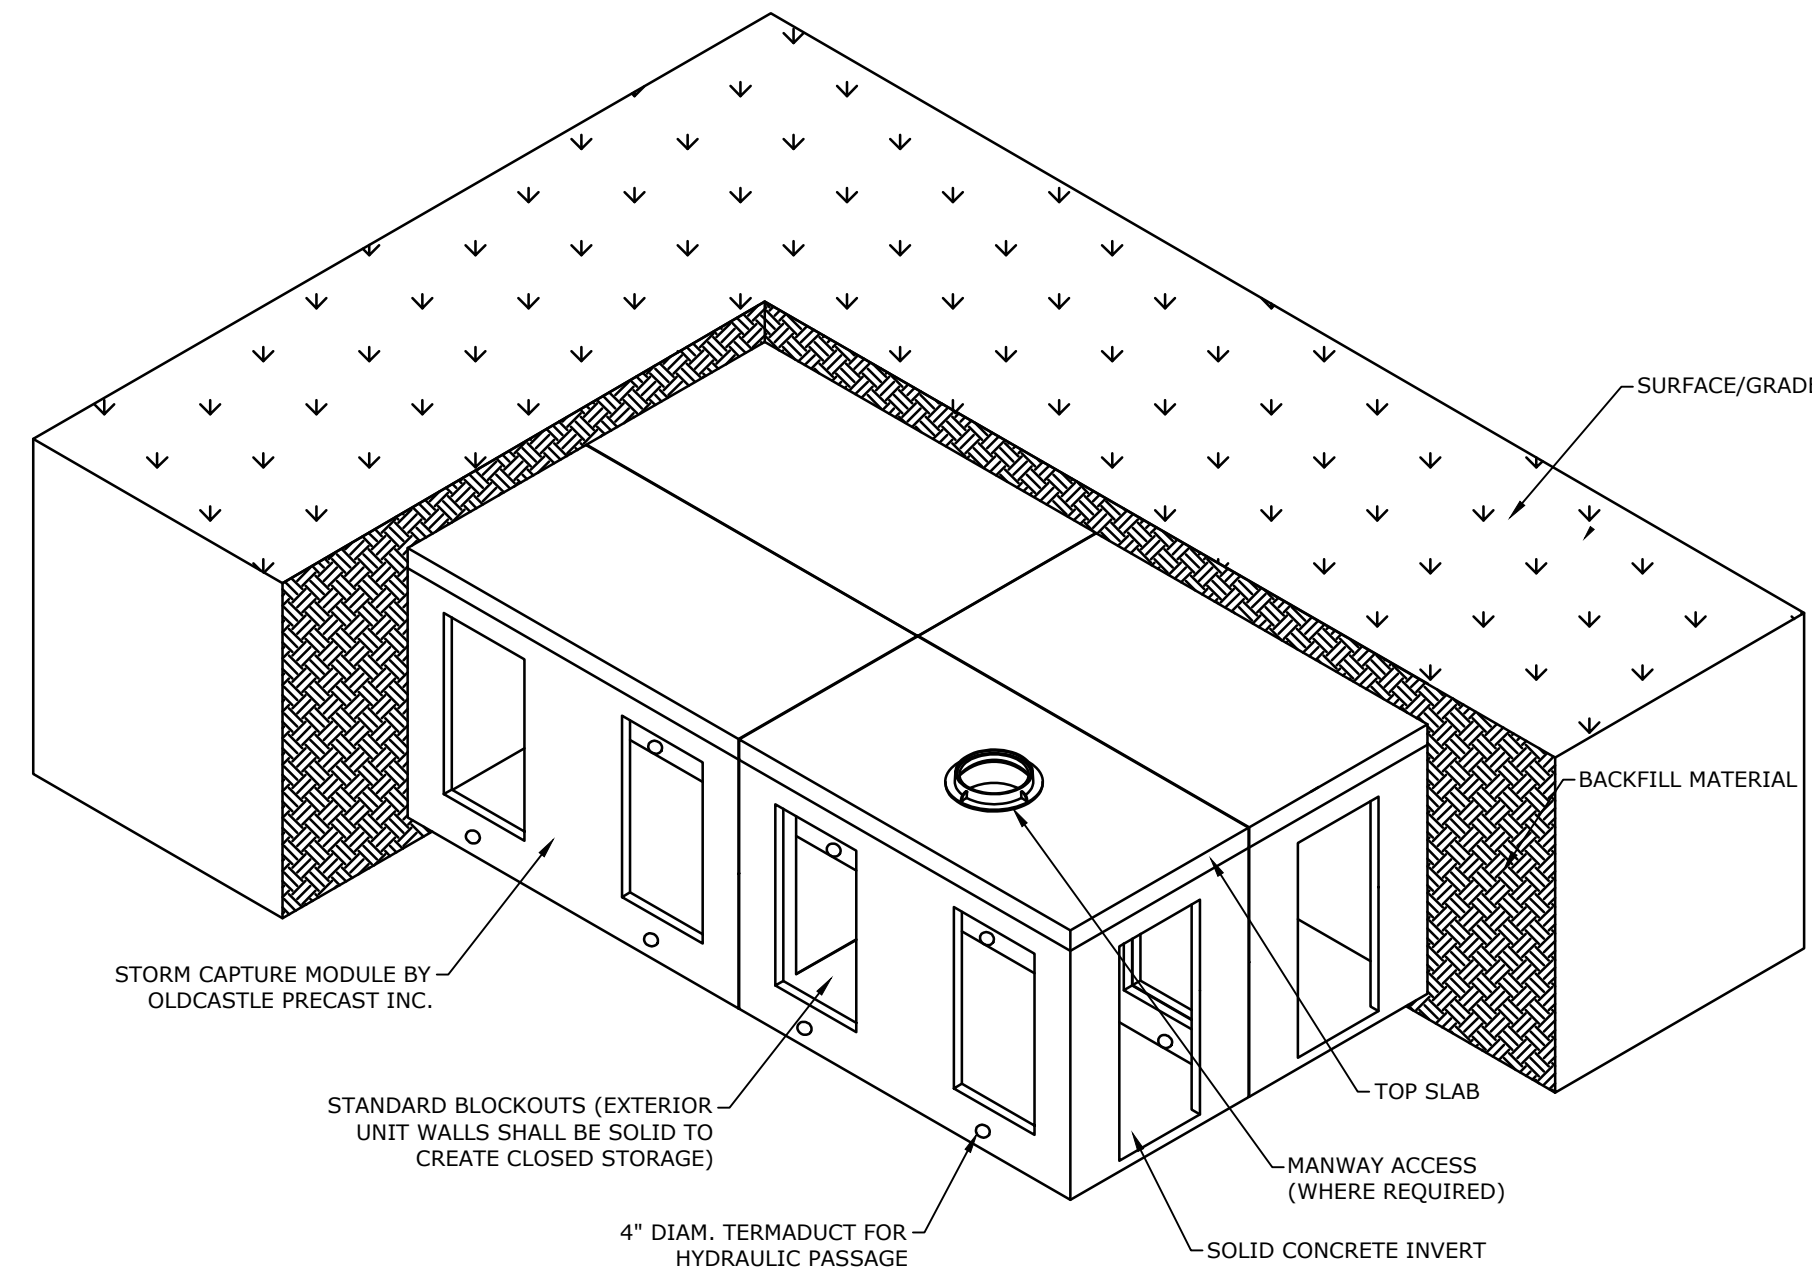 SURFACE/GRADE
BACKFILL MATERIAL
STORM CAPTURE MODULE BY
OLDCASTLE PRECAST INC.
STANDARD BLOCKOUTS (EXTERIOR
UNIT WALLS SHALL BE SOLID TO
CREATE CLOSED STORAGE)
TOP SLAB
MANWAY ACCESS
(WHERE REQUIRED)
4" DIAM. TERMADUCT FOR
HYDRAULIC PASSAGE
SOLID CONCRETE INVERT